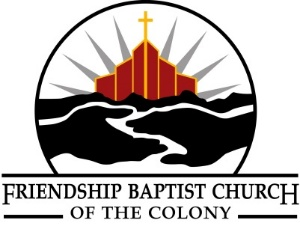 FRIENDSHIP BAPTIST CHURCH
OF THE COLONY